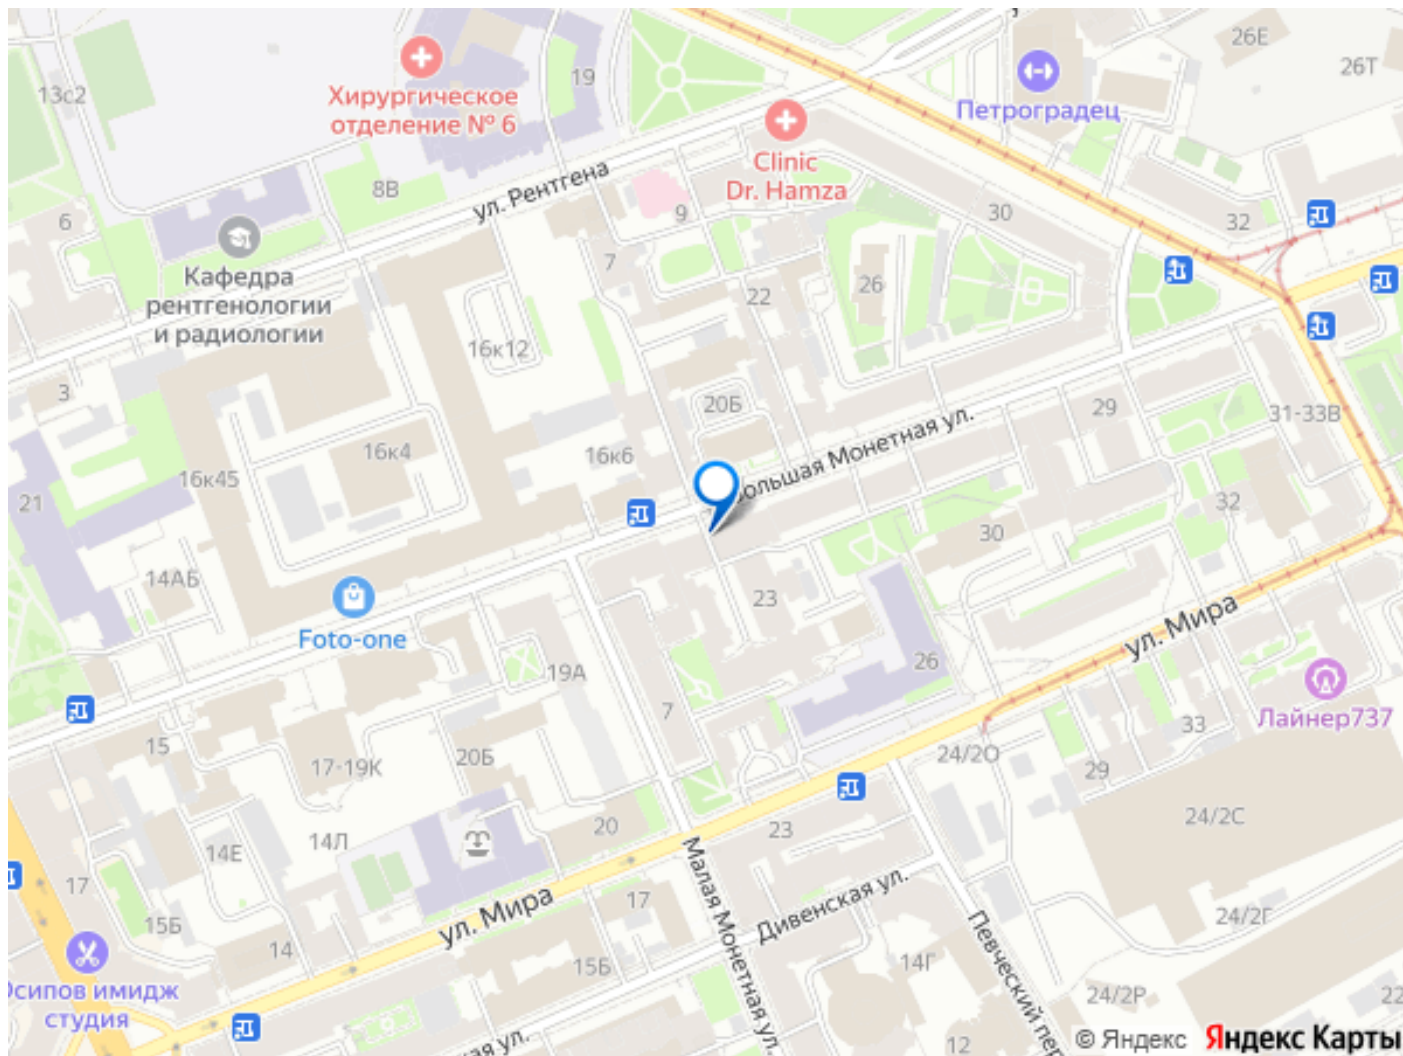 26Е
26Т
Петроградец
19
13с2
Хирургическое
отделение № 6
Clinic
Dr. Hamza
8В
ул. Рентгена
6
9
30
32
Кафедра
рентгенологии
и радиологии
7
26
22
16к12
3
20Б
29
31-33В
Большая Монетная ул.
16к4
16к6
16к45
21
32
30
14АБ
23
Foto-one
ул. Мира
26
19А
7
Лайнер737
33
15
20Б
17-19К
24/2О
29
24/2С
20
23
14Л
14Е
Малая Монетная ул.
17
17
Дивенская ул.
15Б
ул. Мира
24/2Г
14
Певческий пер
15Б
14Г
Осипов имидж
студия
24/2Р
22
12
ская ул.
© Яндекс Яндекс Карты